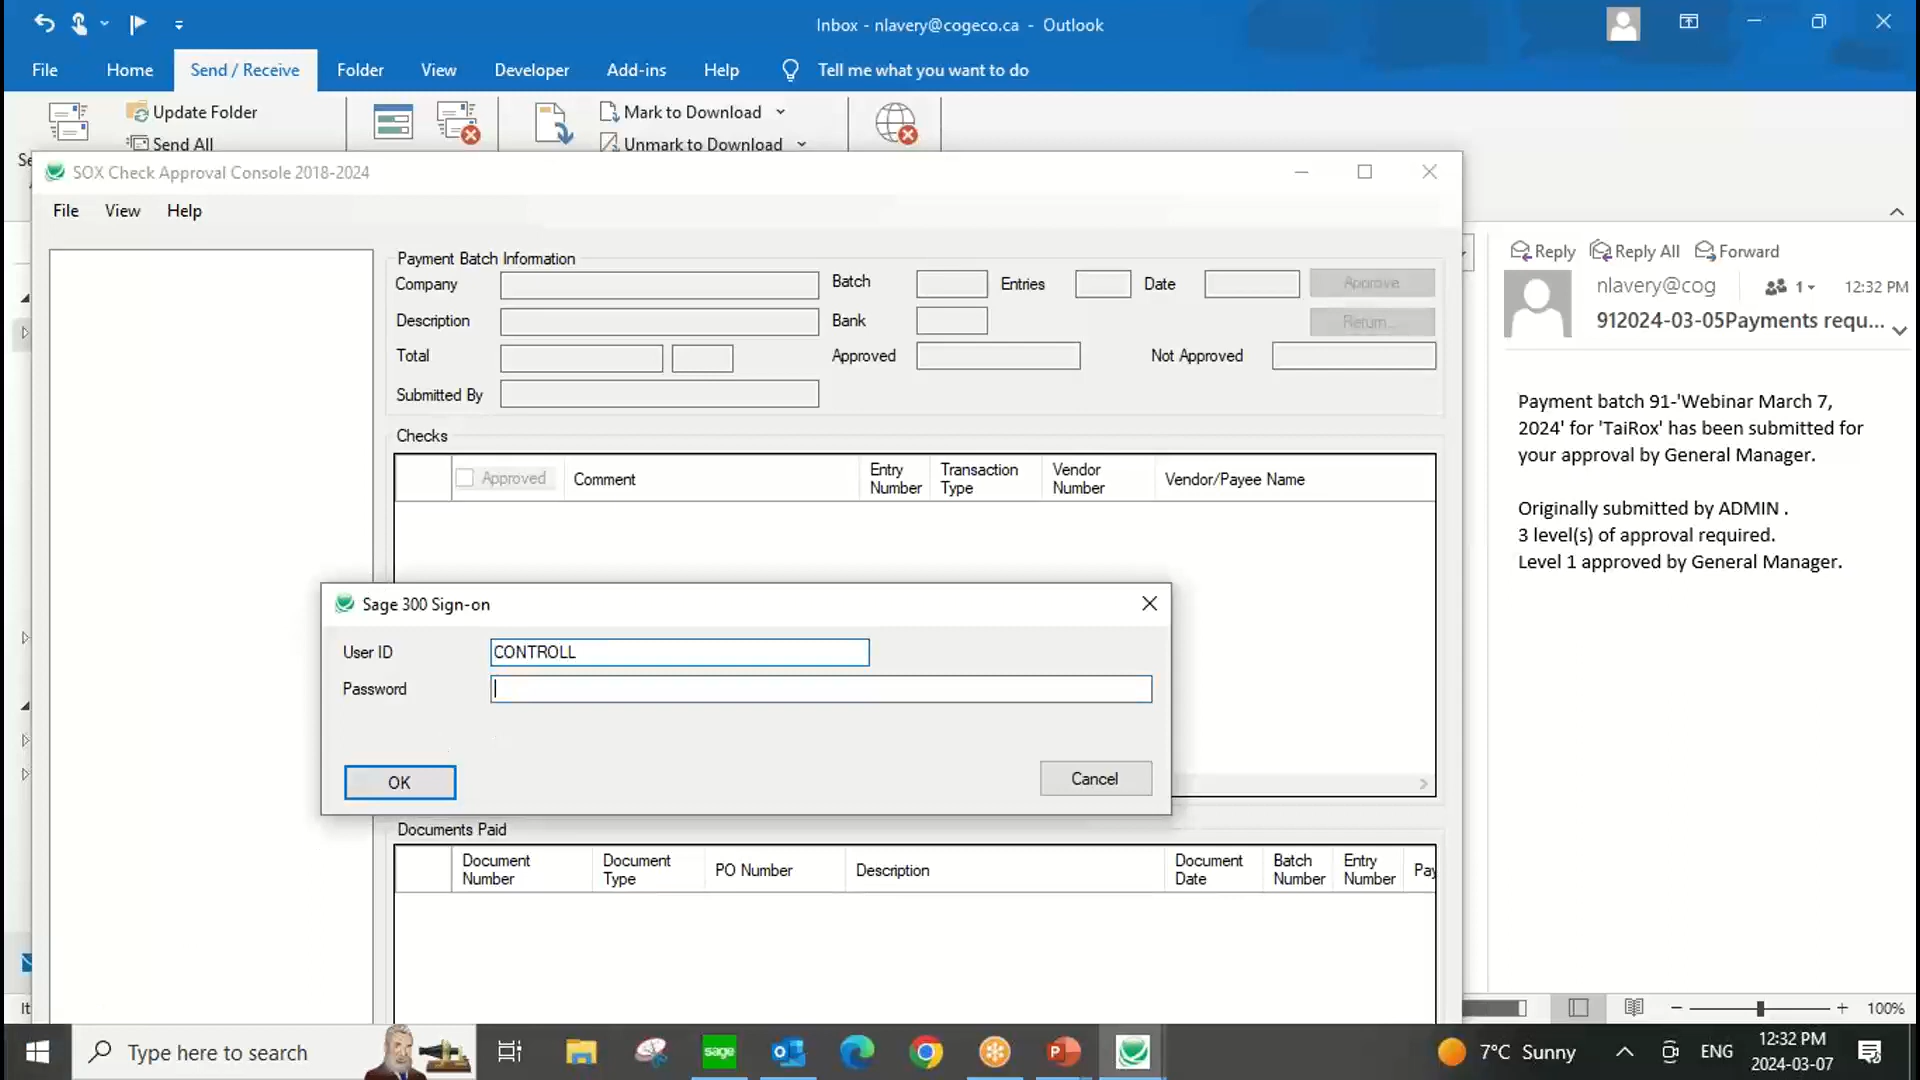 Inbox - nlavery@cogeco.ca - Outlook
File Home Send / Receive Folder View Developer Add-ins Help Tell me what you want to do
Update Folder
Send All
Mark to Download
Unmark to Download
SOX Check Approval Console 2018-2024
File View Help
Payment Batch Information
Company Batch Entries Date Approve
Description Bank Return...
Total Approved Not Approved
Submitted By
Checks
Approved Comment Entry Number Transaction Type Vendor Number Vendor/Payee Name
Sage 300 Sign-on
User ID CONTROLL
Password
OK Cancel
Documents Paid
Document Number Document Type PO Number Description Document Date Batch Number Entry Number
Reply Reply All Forward
nlavery@cog 1 12:32 PM
912024-03-05Payments requ...
Payment batch 91-'Webinar March 7,
2024' for 'TaiRox' has been submitted for
your approval by General Manager.
Originally submitted by ADMIN .
3 level(s) of approval required.
Level 1 approved by General Manager.
100%
Type here to search
sage
7°C Sunny
ENG
12:32 PM
2024-03-07